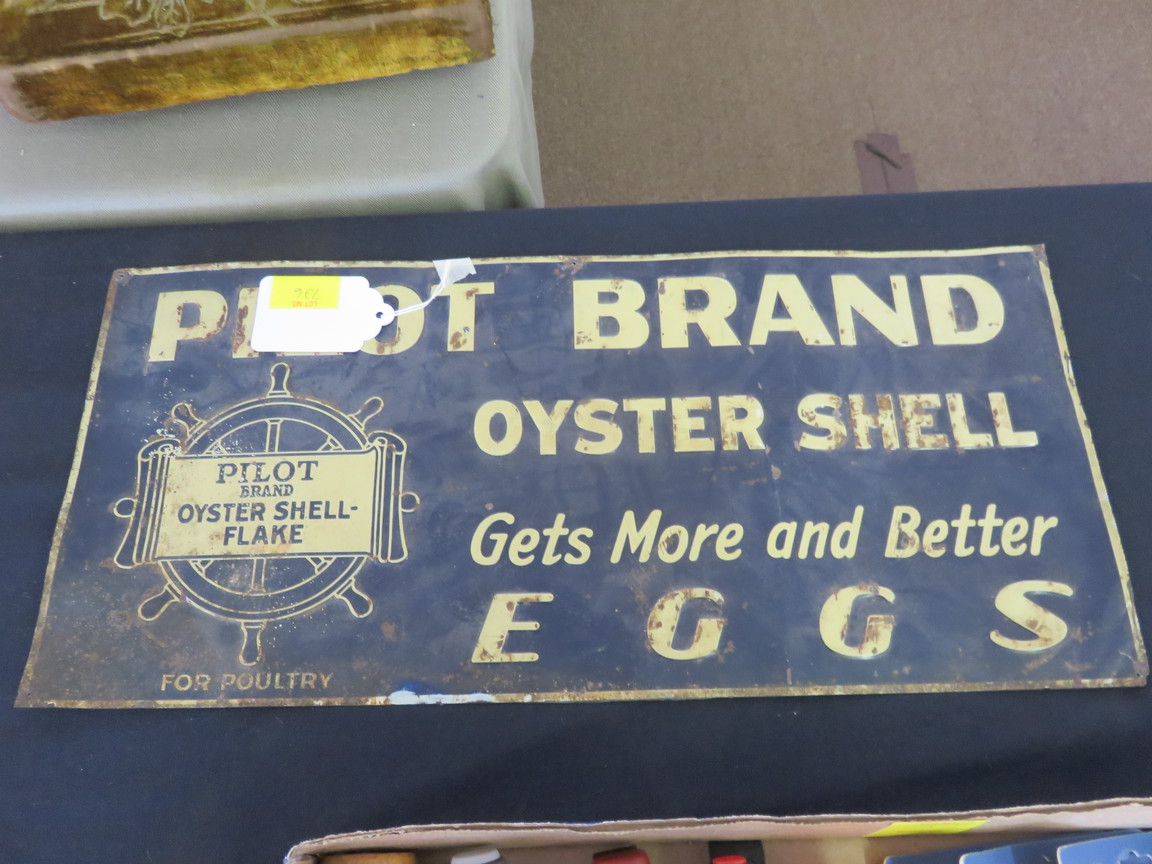 PILOT BRAND
OYSTER SHELL
Gets More and Better
EGGS
PILOT
BRAND
OYSTER SHELL-
FLAKE
FOR POULTRY